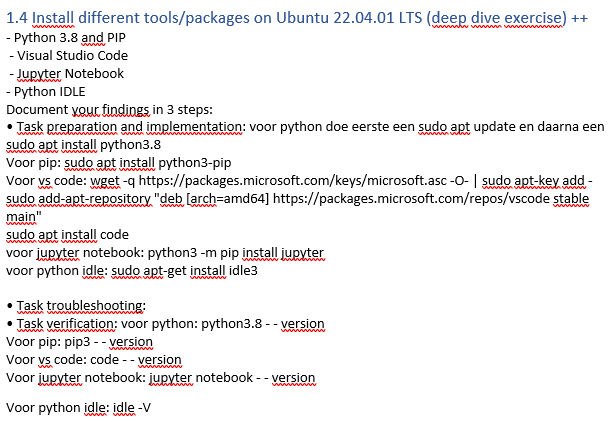 1.4 Install different tools/packages on Ubuntu 22.04.01 LTS (deep dive exercise) ++
- Python 3.8 and PIP
- Visual Studio Code
- Jupyter Notebook
- Python IDLE
Document your findings in 3 steps:
• Task preparation and implementation: voor python doe eerste een sudo apt update en daarna een
sudo apt install python3.8
Voor pip: sudo apt install python3-pip
Voor vs code: wget -q https://packages.microsoft.com/keys/microsoft.asc -O- | sudo apt-key add -
sudo add-apt-repository "deb [arch=amd64] https://packages.microsoft.com/repos/vscode stable
main"
sudo apt install code
voor jupyter notebook: python3 -m pip install jupyter
voor python idle: sudo apt-get install idle3
• Task troubleshooting:
• Task verification: voor python: python3.8 - - version
Voor pip: pip3 - - version
Voor vs code: code - - version
Voor jupyter notebook: jupyter notebook - - version
Voor python idle: idle -V